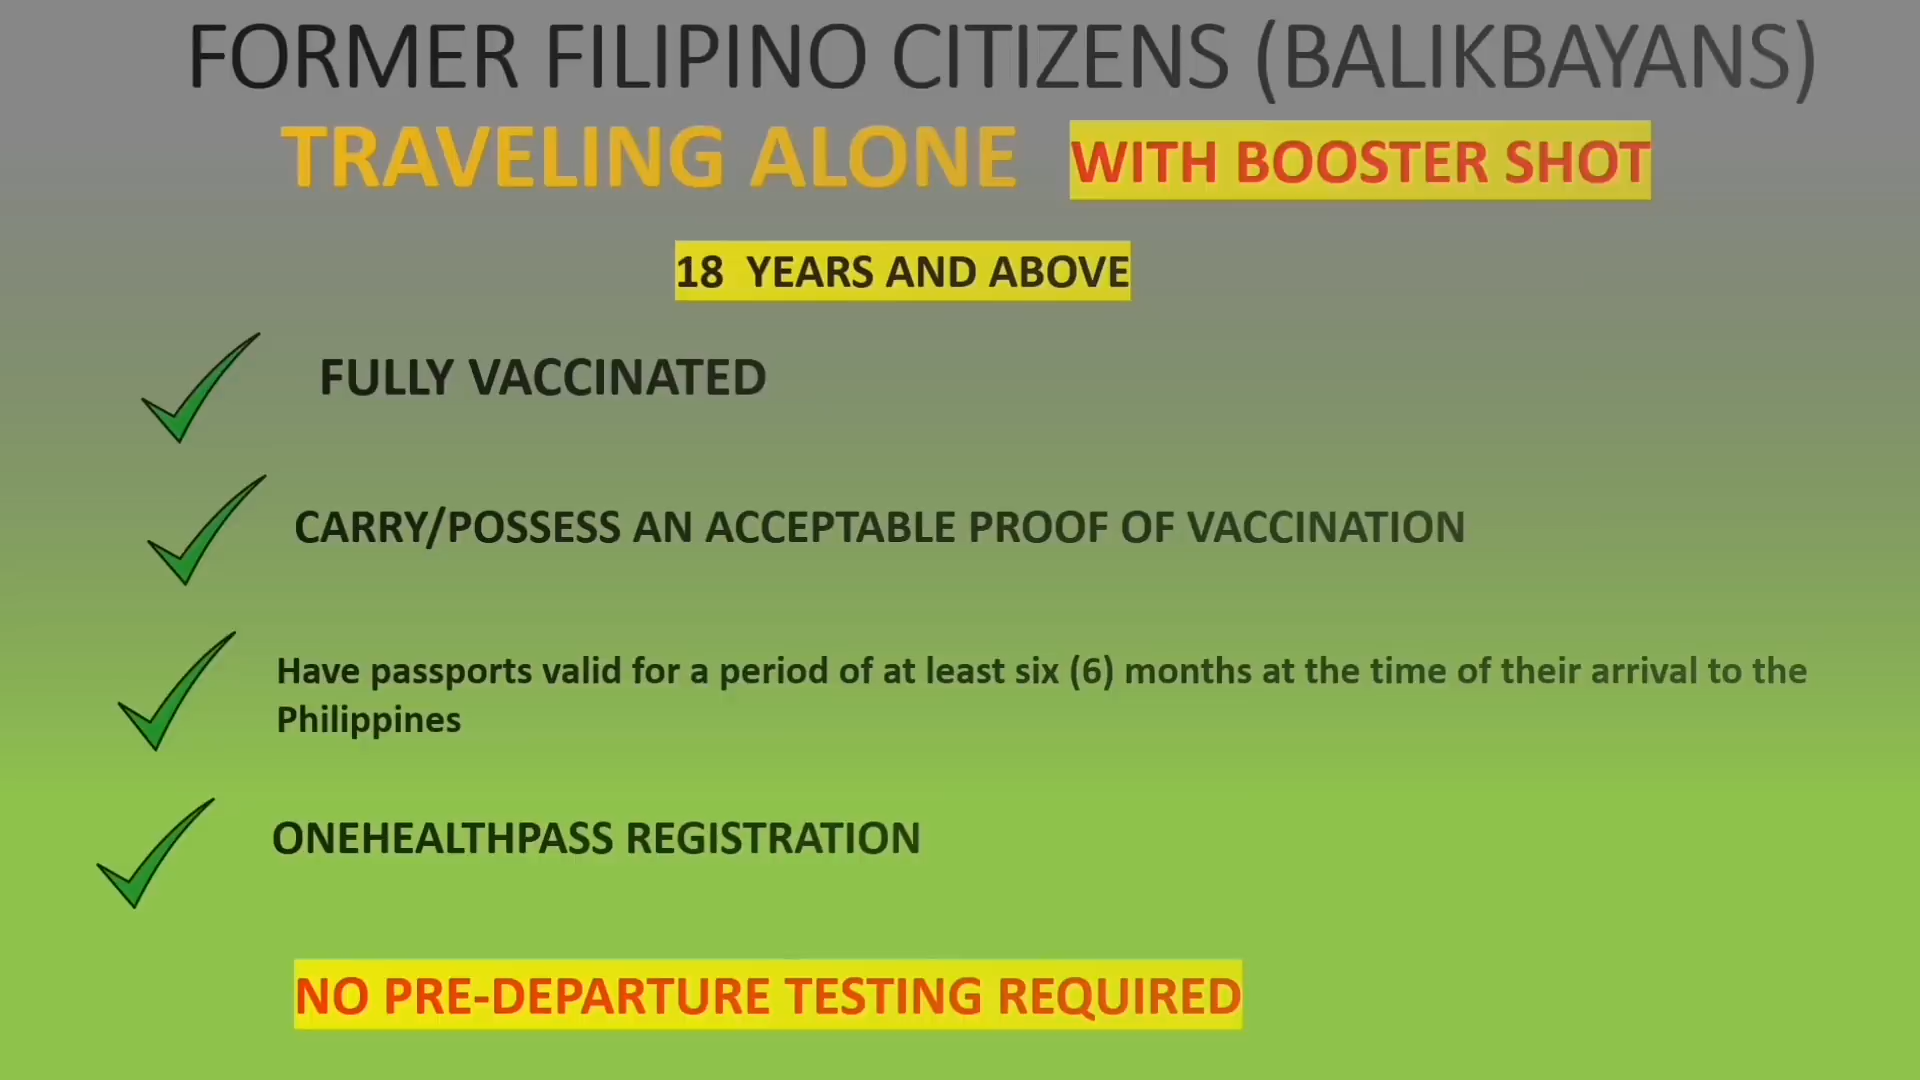 FORMER FILIPINO CITIZENS (BALIKBAYANS)
TRAVELING ALONE WITH BOOSTER SHOT
18 YEARS AND ABOVE
FULLY VACCINATED
CARRY/POSSESS AN ACCEPTABLE PROOF OF VACCINATION
Have passports valid for a period of at least six (6) months at the time of their arrival to the
Philippines
ONEHEALTHPASS REGISTRATION
NO PRE-DEPARTURE TESTING REQUIRED